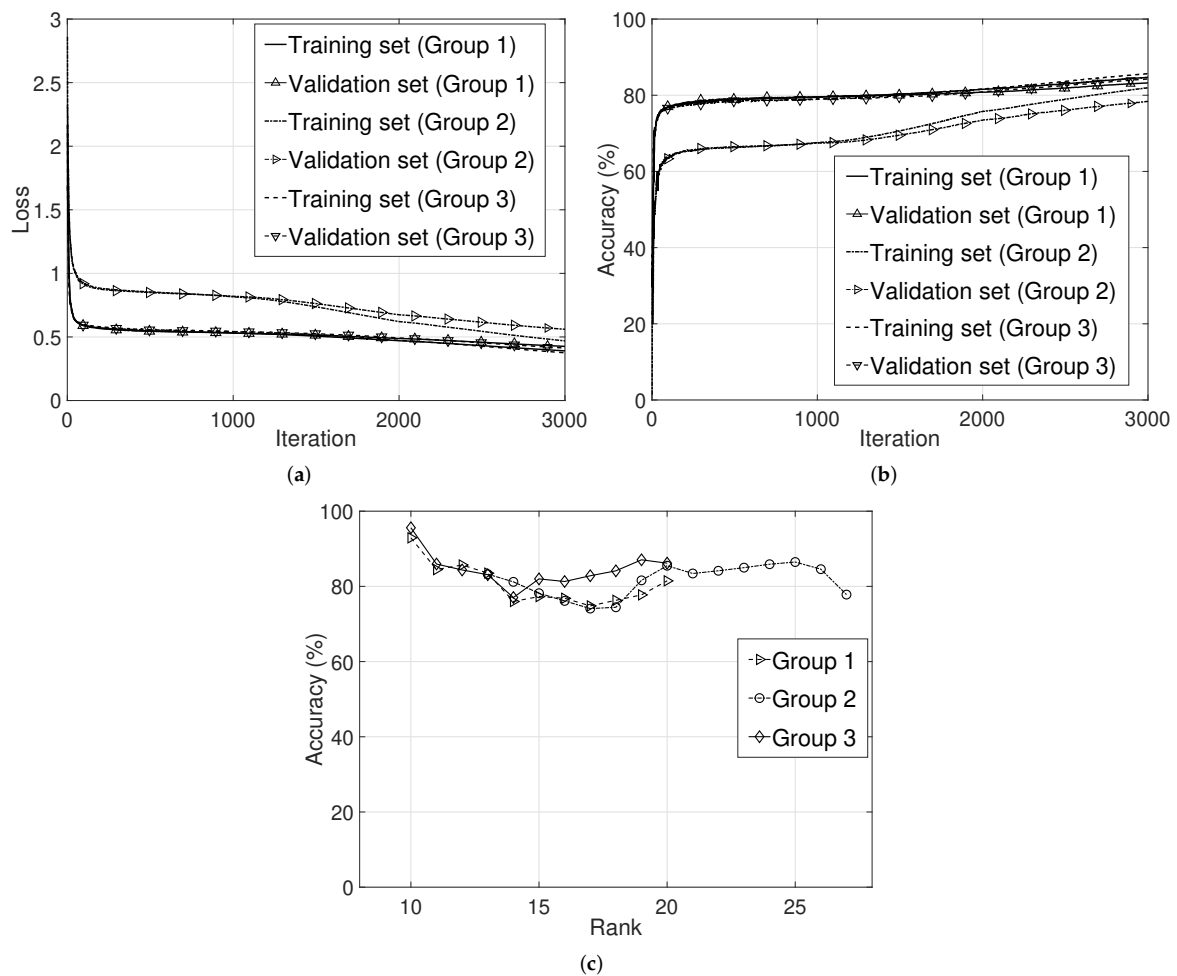 3
2.5
2
1.5
1
0.5
0
Loss
Training set (Group 1)
Validation set (Group 1)
Training set (Group 2)
Validation set (Group 2)
Training set (Group 3)
Validation set (Group 3)
0 1000 2000 3000
Iteration
(a)
100
80
60
40
20
0
Accuracy (%)
Training set (Group 1)
Validation set (Group 1)
Training set (Group 2)
Validation set (Group 2)
Training set (Group 3)
Validation set (Group 3)
0 1000 2000 3000
Iteration
(b)
100
80
60
40
20
0
Accuracy (%)
Group 1
Group 2
Group 3
10 15 20 25
Rank
(c)